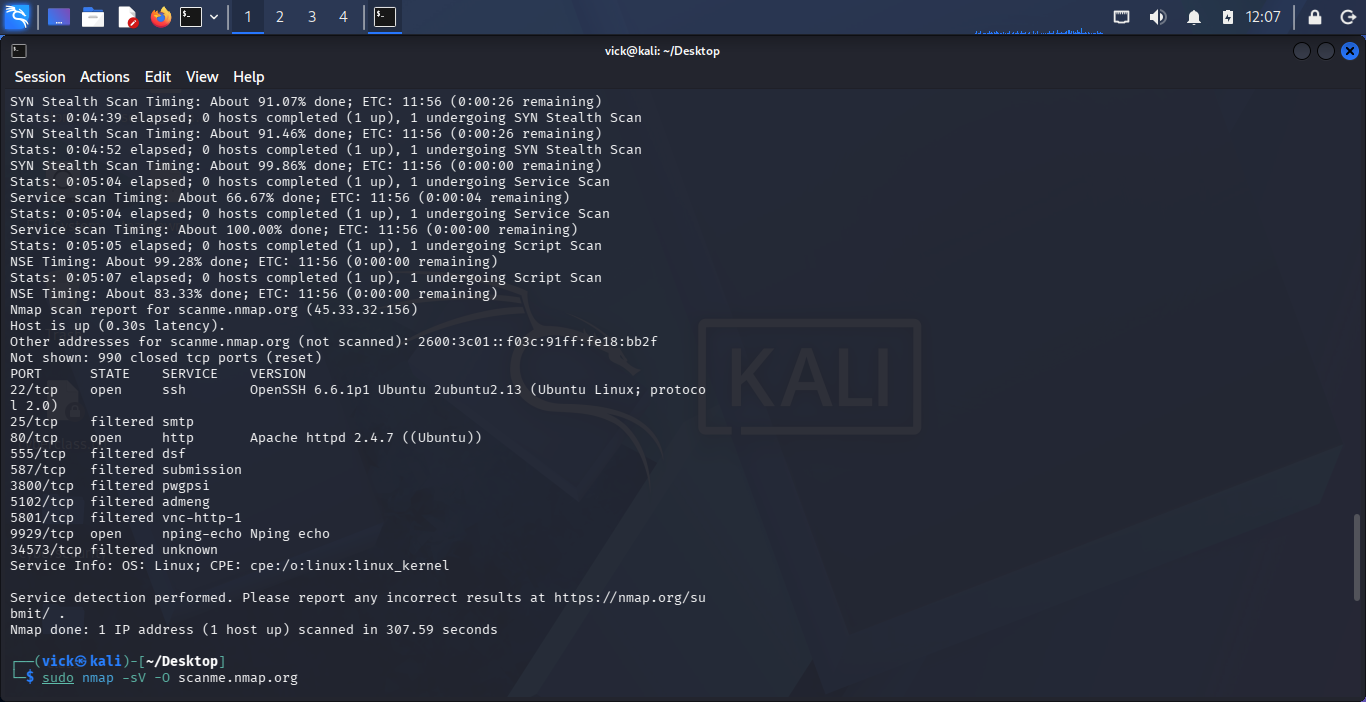 1 2 3 4 12:07
vick@kali: ~/Desktop
Session Actions Edit View Help
SYN Stealth Scan Timing: About 91.07% done; ETC: 11:56 (0:00:26 remaining)
Stats: 0:04:39 elapsed; 0 hosts completed (1 up), 1 undergoing SYN Stealth Scan
SYN Stealth Scan Timing: About 91.46% done; ETC: 11:56 (0:00:26 remaining)
Stats: 0:04:52 elapsed; 0 hosts completed (1 up), 1 undergoing SYN Stealth Scan
SYN Stealth Scan Timing: About 99.86% done; ETC: 11:56 (0:00:00 remaining)
Stats: 0:05:04 elapsed; 0 hosts completed (1 up), 1 undergoing Service Scan
Service scan Timing: About 66.67% done; ETC: 11:56 (0:00:04 remaining)
Stats: 0:05:04 elapsed; 0 hosts completed (1 up), 1 undergoing Service Scan
Service scan Timing: About 100.00% done; ETC: 11:56 (0:00:00 remaining)
Stats: 0:05:05 elapsed; 0 hosts completed (1 up), 1 undergoing Script Scan
NSE Timing: About 99.28% done; ETC: 11:56 (0:00:00 remaining)
Stats: 0:05:07 elapsed; 0 hosts completed (1 up), 1 undergoing Script Scan
NSE Timing: About 83.33% done; ETC: 11:56 (0:00:00 remaining)
Nmap scan report for scanme.nmap.org (45.33.32.156)
Host is up (0.30s latency).
Other addresses for scanme.nmap.org (not scanned): 2600:3c01::f03c:91ff:fe18:bb2f
Not shown: 990 closed tcp ports (reset)
PORT STATE SERVICE VERSION
22/tcp open ssh OpenSSH 6.6.1p1 Ubuntu 2ubuntu2.13 (Ubuntu Linux; protoco
l 2.0)
25/tcp filtered smtp
80/tcp open http Apache httpd 2.4.7 ((Ubuntu))
555/tcp filtered dsf
587/tcp filtered submission
3800/tcp filtered pwgpsi
5102/tcp filtered admeng
5801/tcp filtered vnc-http-1
9929/tcp open nping-echo Nping echo
34573/tcp filtered unknown
Service Info: OS: Linux; CPE: cpe:/o:linux:linux_kernel
Service detection performed. Please report any incorrect results at https://nmap.org/su
bmit/ .
Nmap done: 1 IP address (1 host up) scanned in 307.59 seconds
┌──(vick㉿kali)-[~/Desktop]
└─$ sudo nmap -sV -O scanme.nmap.org
KALI